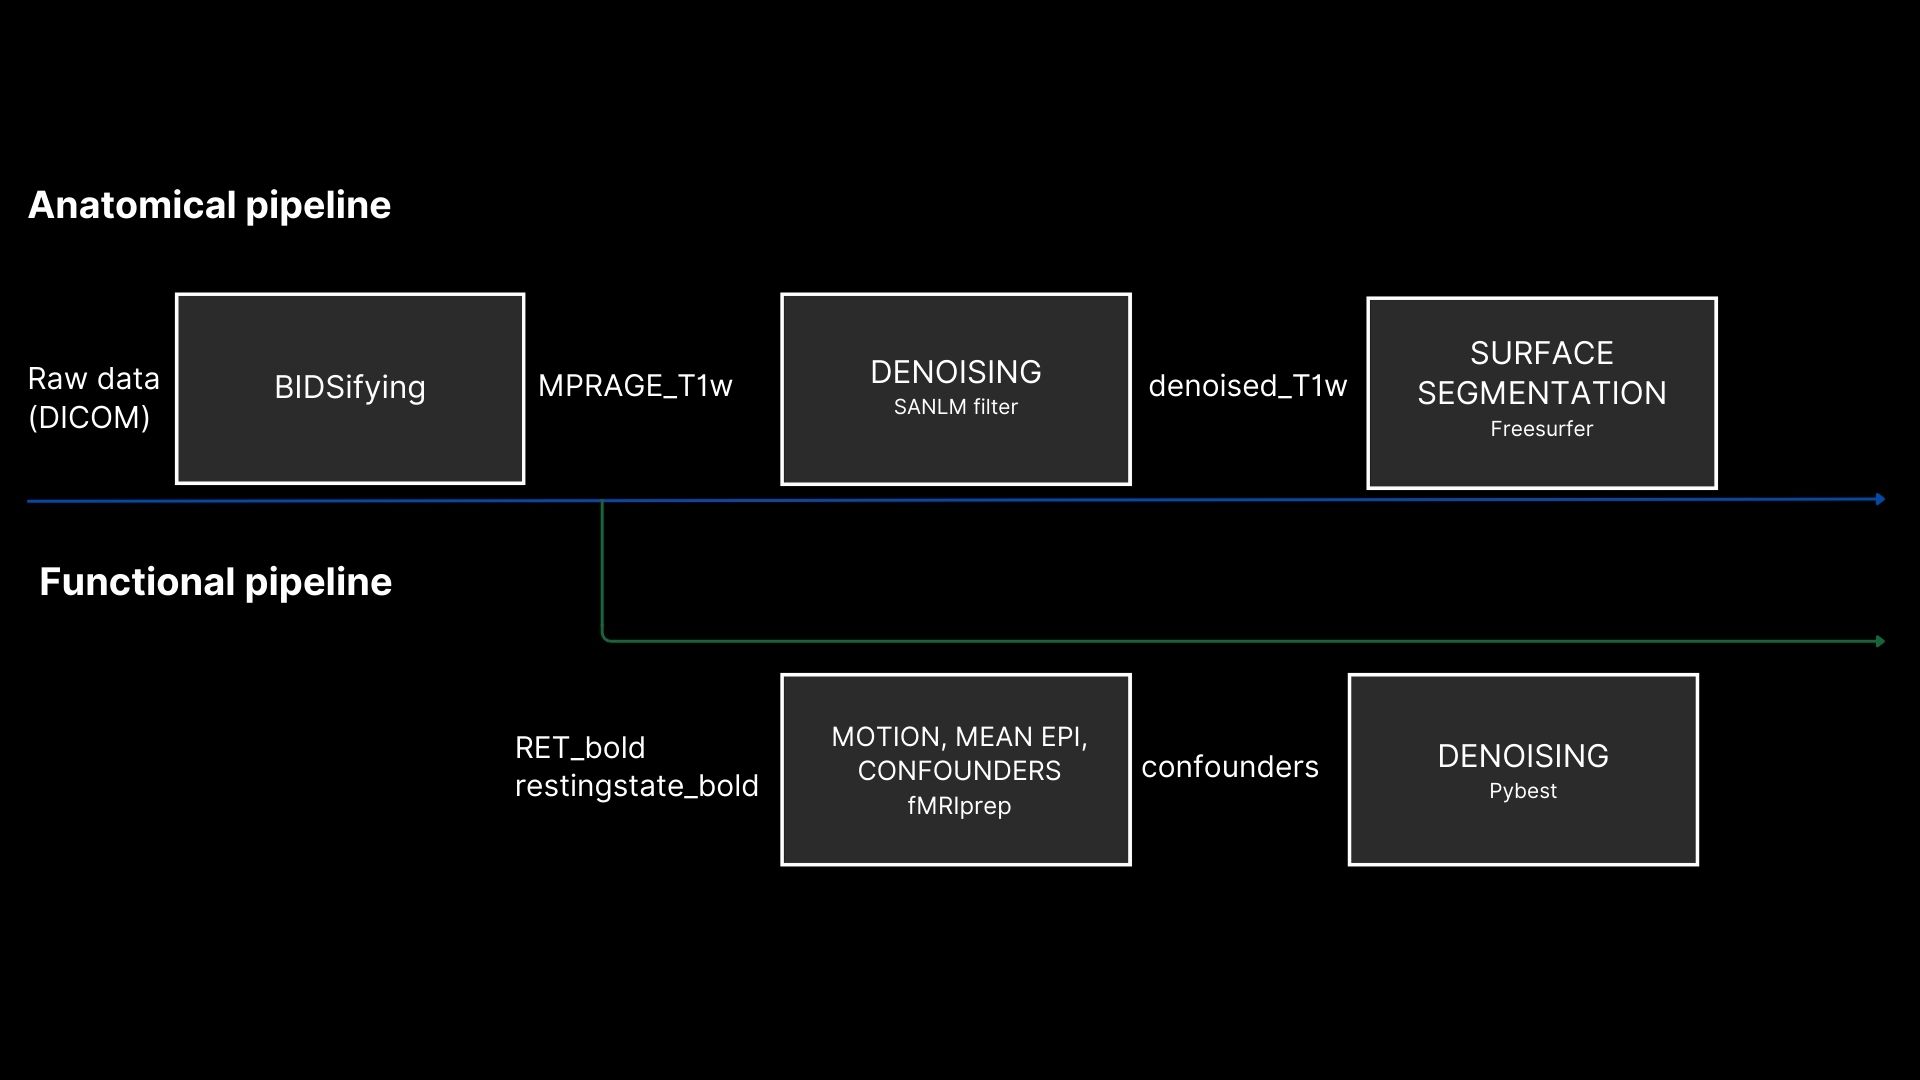 Anatomical pipeline
Raw data
(DICOM)
BIDSifying
MPRAGE_T1w
DENOISING
SANLM filter
denoised_T1w
SURFACE
SEGMENTATION
Freesurfer
Functional pipeline
RET_bold
restingstate_bold
MOTION, MEAN EPI,
CONFOUNDERS
fMRIprep
confounders
DENOISING
Pybest